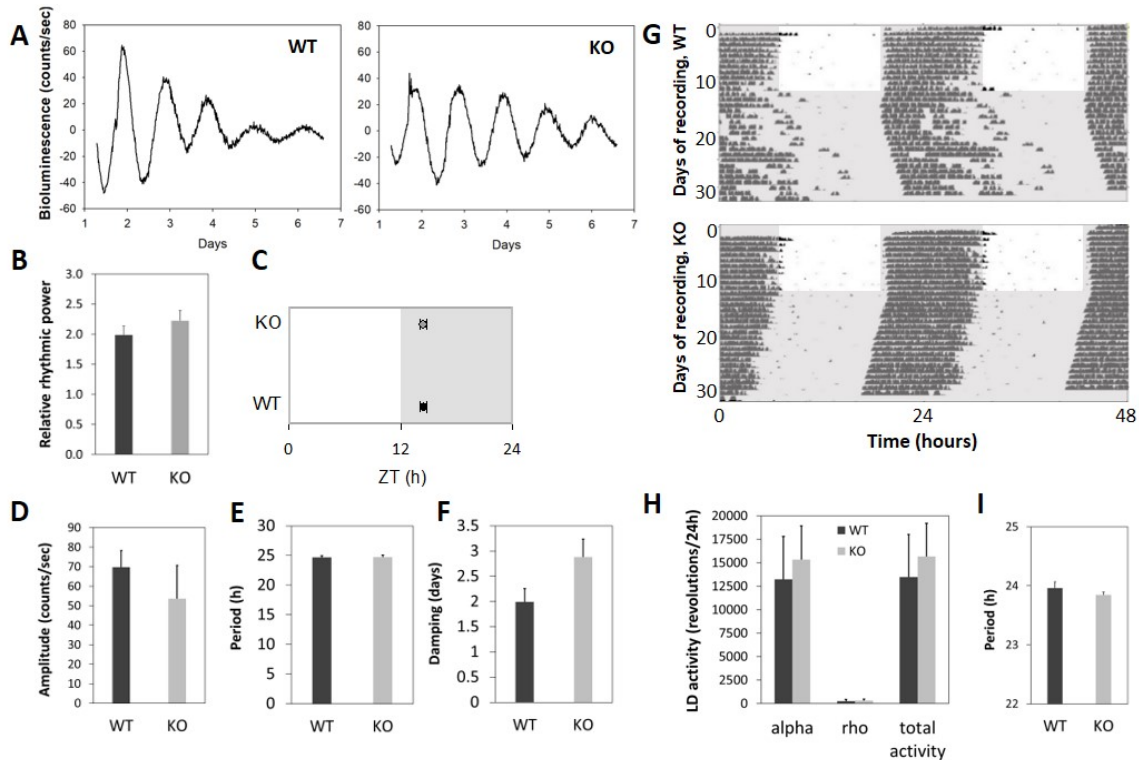 A
WT
KO
Bioluminescence (counts/sec)
80
60
40
20
0
-20
-40
-60
1 2 3 4 5 6 7
Days
80
60
40
20
0
-20
-40
-60
1 2 3 4 5 6 7
Days
B
Relative rhythmic power
3.0
2.5
2.0
1.5
1.0
0.5
0.0
WT KO
C
KO
WT
0 12 24
ZT (h)
D
Amplitude (counts/sec)
90
80
70
60
50
40
30
20
10
0
WT KO
E
Period (h)
30
25
20
15
10
5
0
WT KO
F
Damping (days)
3.5
3
2.5
2
1.5
1
0.5
0
WT KO
G
Days of recording, WT
0
10
20
30
Days of recording, KO
0
10
20
30
0 24 48
Time (hours)
H
LD activity (revolutions/24h)
20000
17500
15000
12500
10000
7500
5000
2500
0
WT
KO
alpha rho total
activity
I
Period (h)
25
24
23
22
WT KO